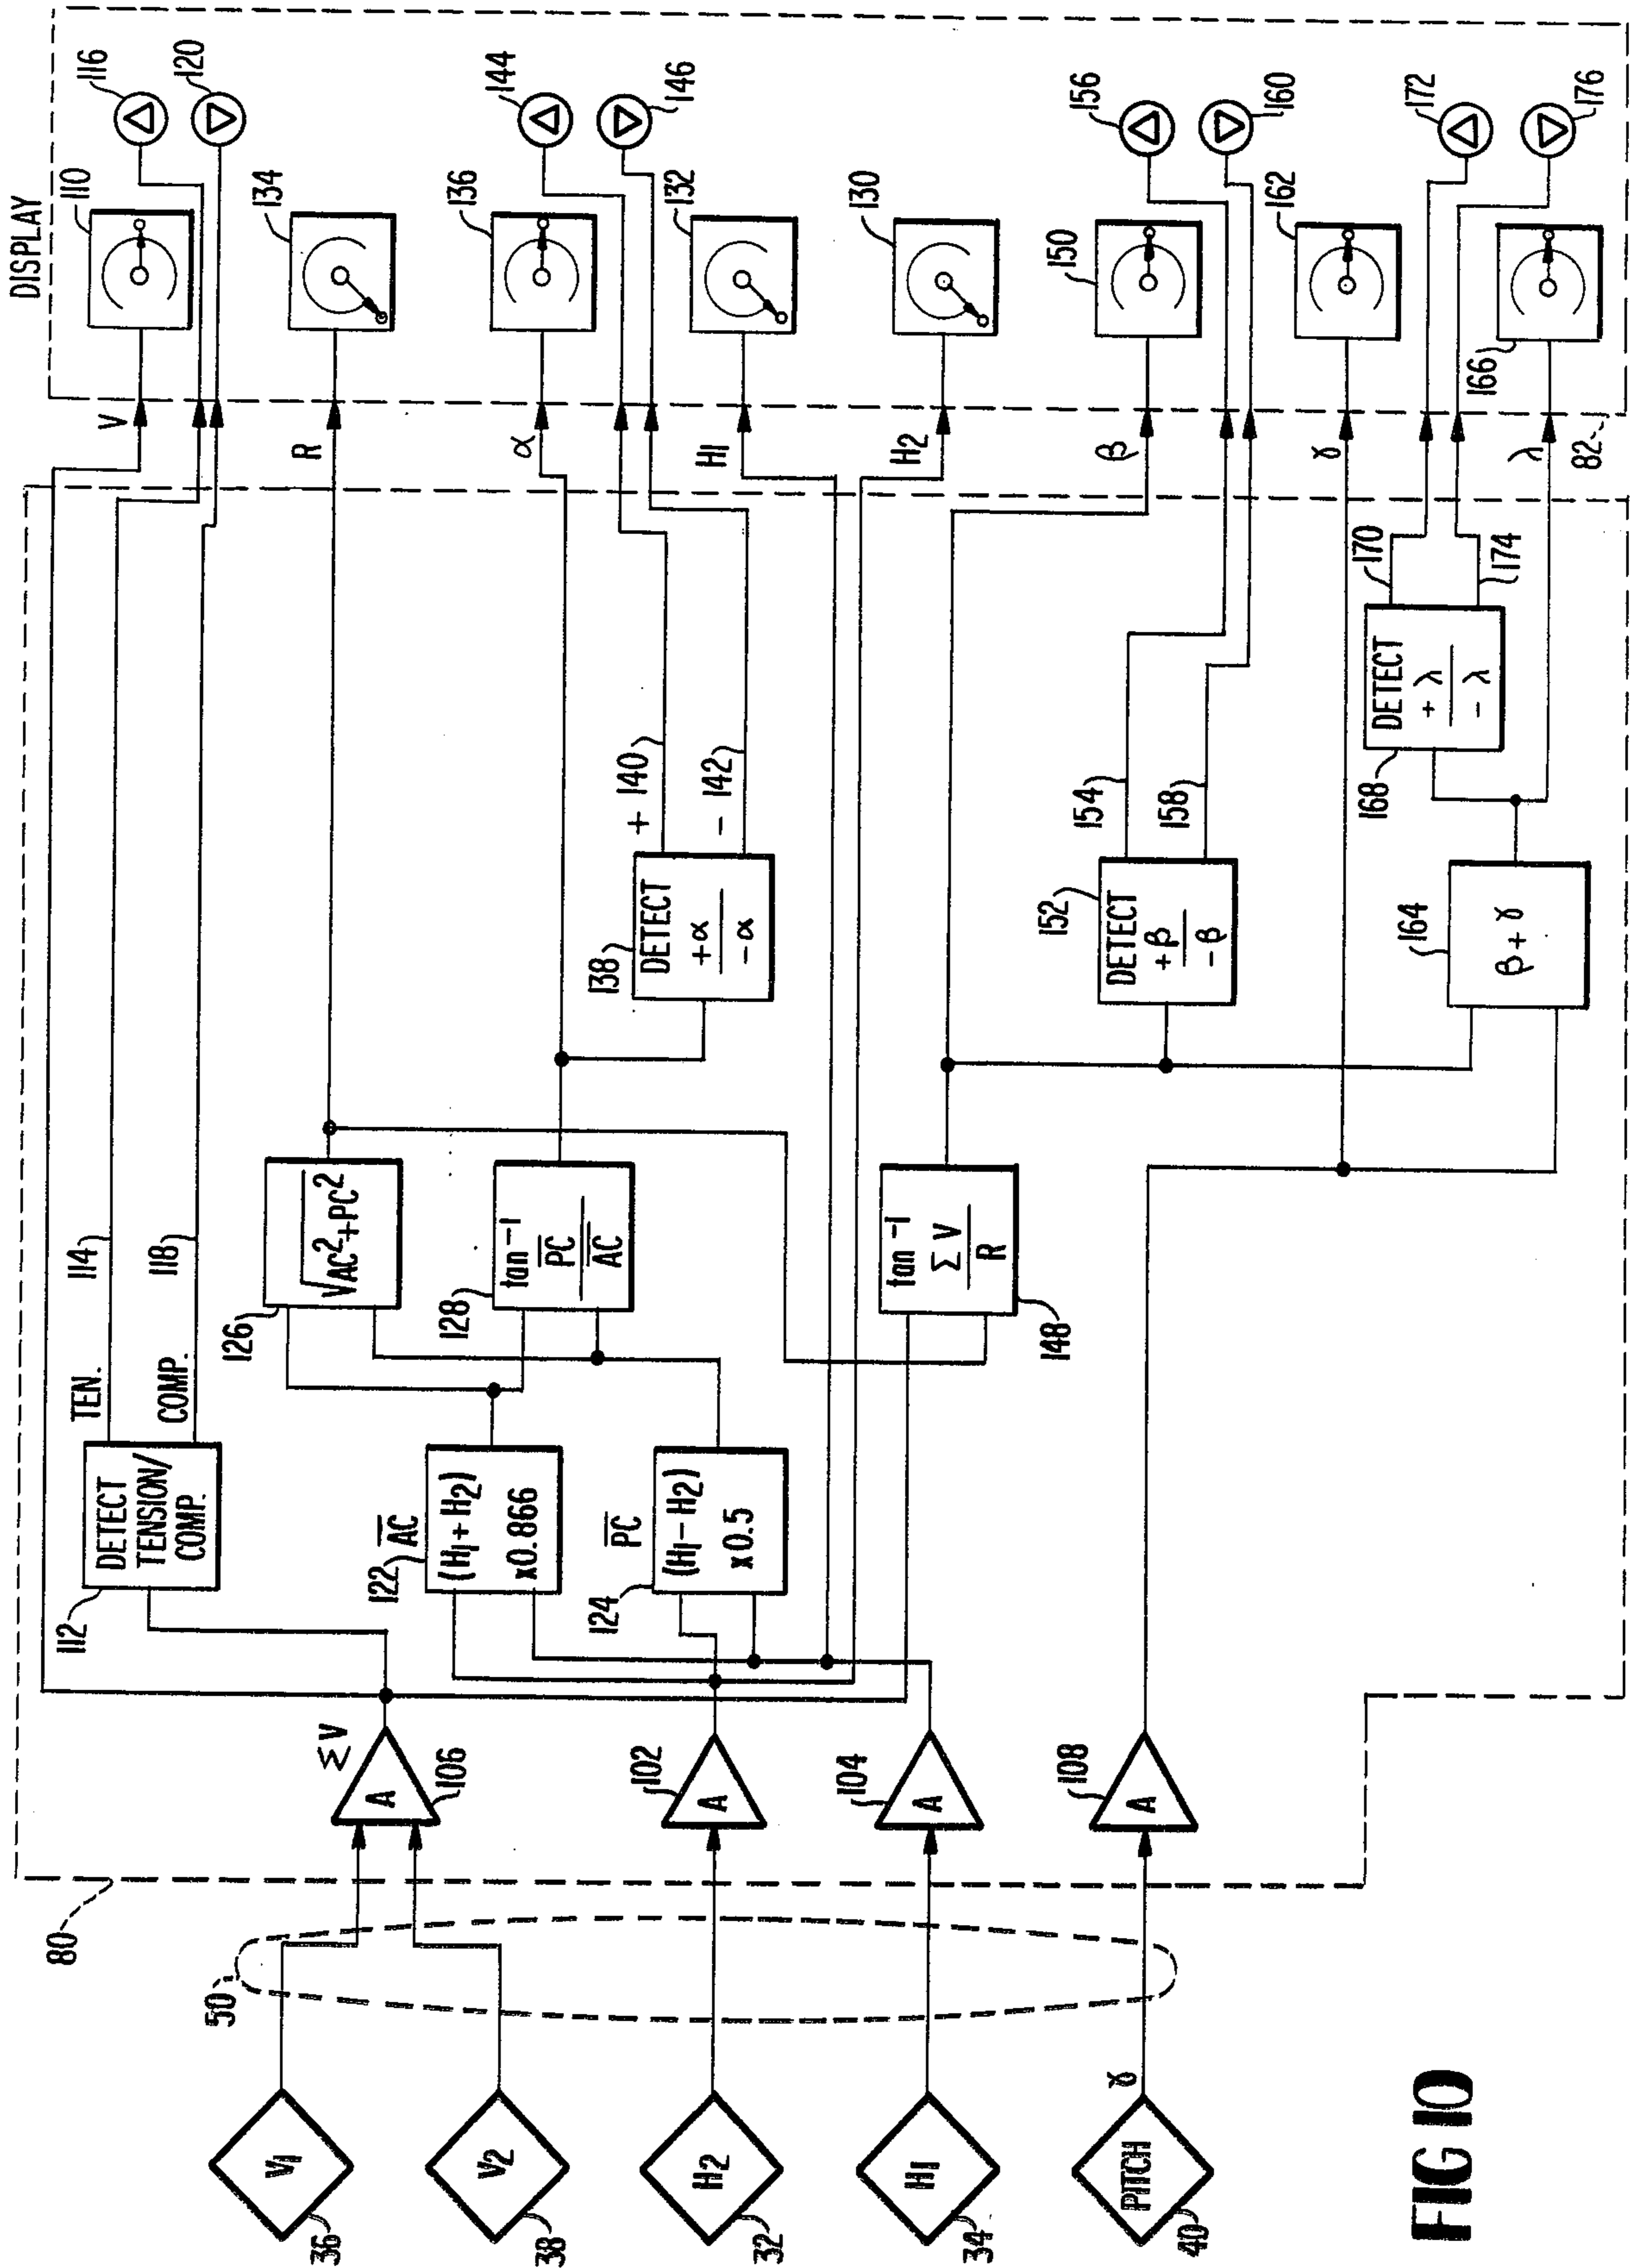 DISPLAY
V
110
116
120
R
134
α
136
144
146
H1
132
H2
130
β
150
156
160
γ
162
λ
166
172
176
82
114
TEN.
118
COMP.
DETECT
TENSION/
COMP.
112
126
√AC²+PC²
128
tan⁻¹
P̅C̅
A̅C̅
A̅C̅
122
(H₁+H₂)
x0.866
P̅C̅
124
(H₁-H₂)
x0.5
138
DETECT
+α
-α
+
140
-
142
148
tan⁻¹
ΣV
R
152
DETECT
+β
-β
154
158
164
β+γ
168
DETECT
+λ
-λ
170
174
ΣV
A
106
A
102
A
104
A
108
80
50
V₁
36
V₂
38
H2
32
H₁
34
PITCH
40
γ
FIG 10